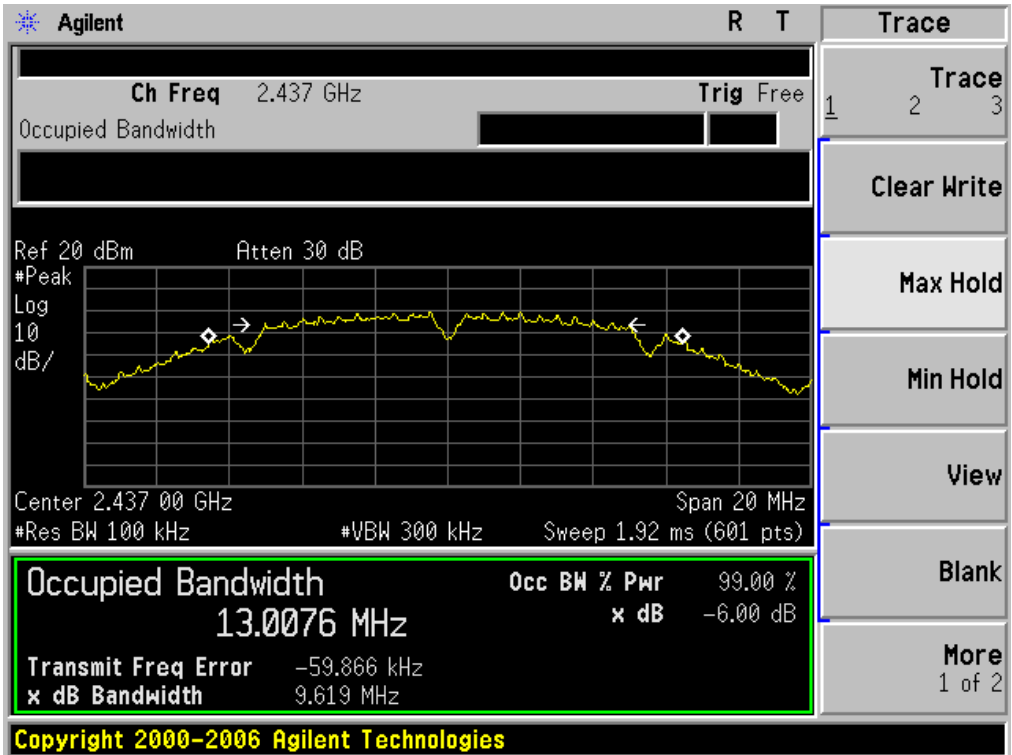 Agilent R T Trace
Ch Freq 2.437 GHz Trig Free
Occupied Bandwidth
Trace
1 2 3
Clear Write
Max Hold
Min Hold
View
Blank
More
1 of 2
Ref 20 dBm Atten 30 dB
#Peak
Log
10
dB/
Center 2.437 00 GHz Span 20 MHz
#Res BW 100 kHz #VBW 300 kHz Sweep 1.92 ms (601 pts)
Occupied Bandwidth Occ BW % Pwr 99.00 %
13.0076 MHz x dB -6.00 dB
Transmit Freq Error -59.866 kHz
x dB Bandwidth 9.619 MHz
Copyright 2000-2006 Agilent Technologies